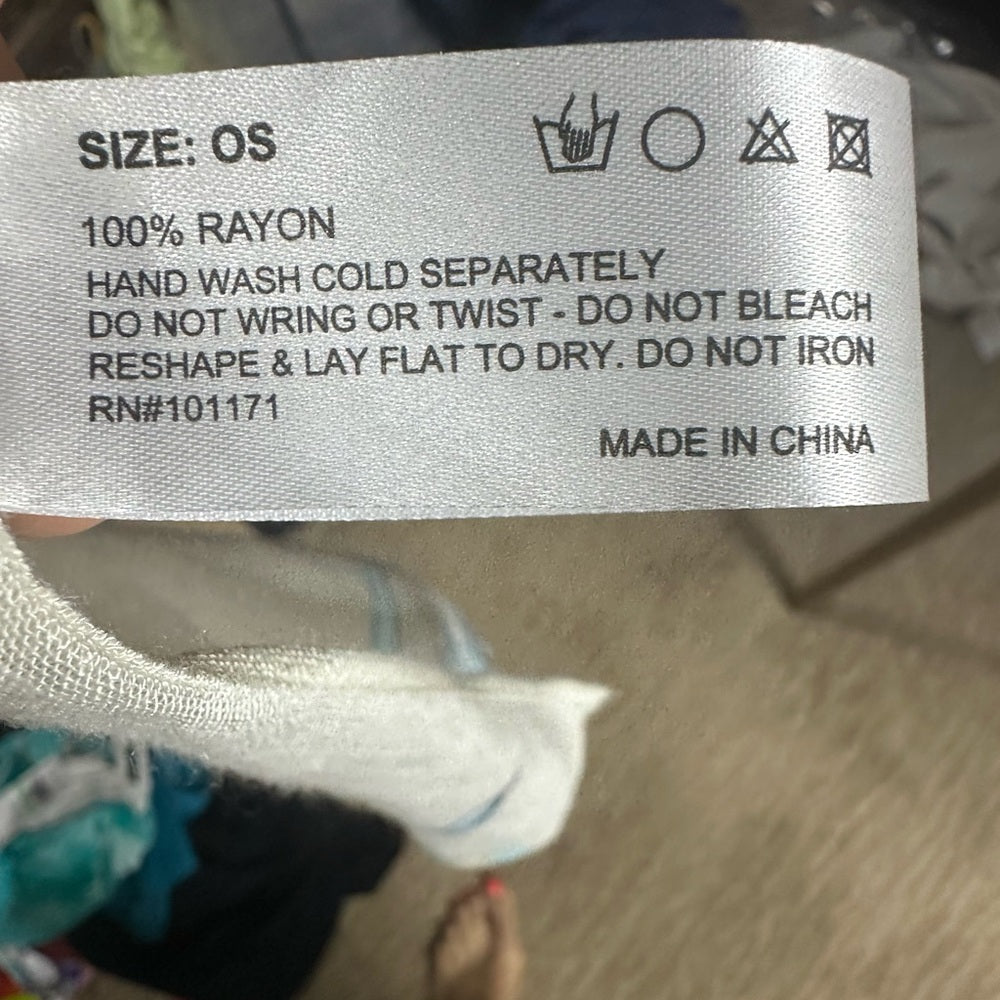 SIZE: OS
100% RAYON
HAND WASH COLD SEPARATELY
DO NOT WRING OR TWIST - DO NOT BLEACH
RESHAPE & LAY FLAT TO DRY. DO NOT IRON
RN#101171
MADE IN CHINA